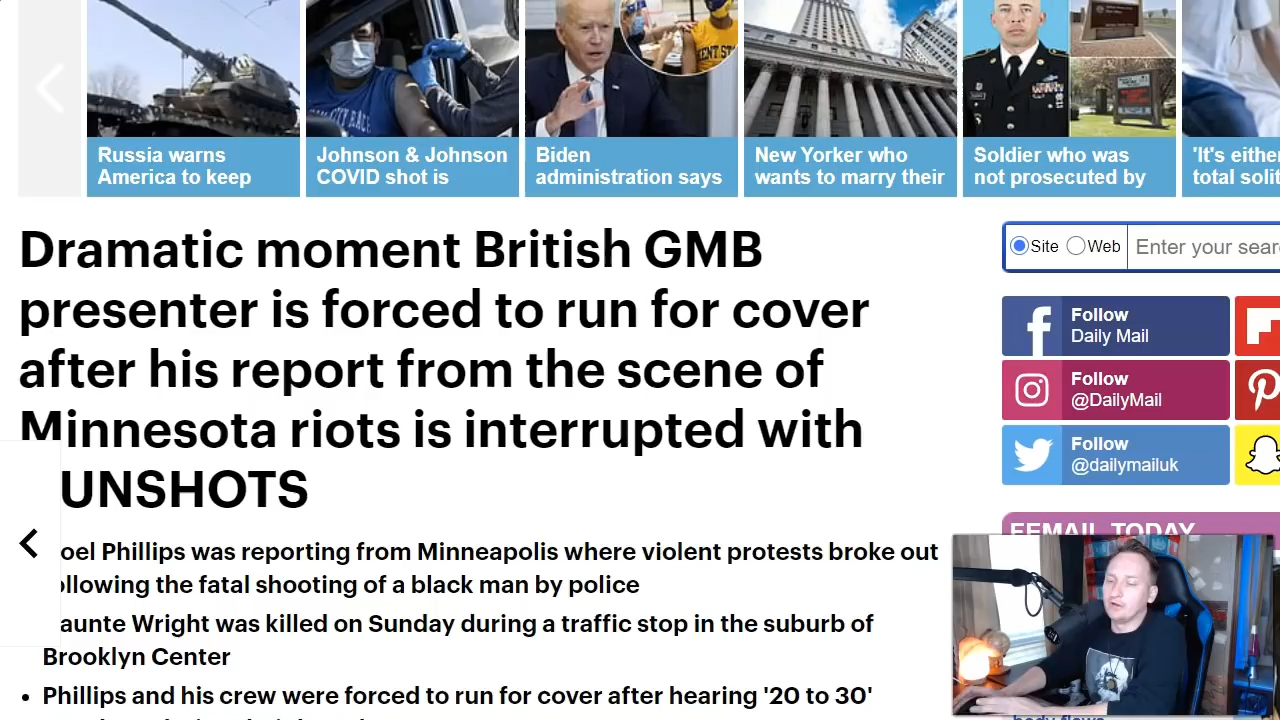 Russia warns
America to keep
Johnson & Johnson
COVID shot is
Biden
administration says
New Yorker who
wants to marry their
Soldier who was
not prosecuted by
'It's either
total solit
Dramatic moment British GMB
presenter is forced to run for cover
after his report from the scene of
Minnesota riots is interrupted with
UNSHOTS
oel Phillips was reporting from Minneapolis where violent protests broke out
ollowing the fatal shooting of a black man by police
aunte Wright was killed on Sunday during a traffic stop in the suburb of
Brooklyn Center
• Phillips and his crew were forced to run for cover after hearing '20 to 30'
Site
Web
Enter your sear
Follow
Daily Mail
Follow
@DailyMail
Follow
@dailymailuk
FEMAIL TODAY